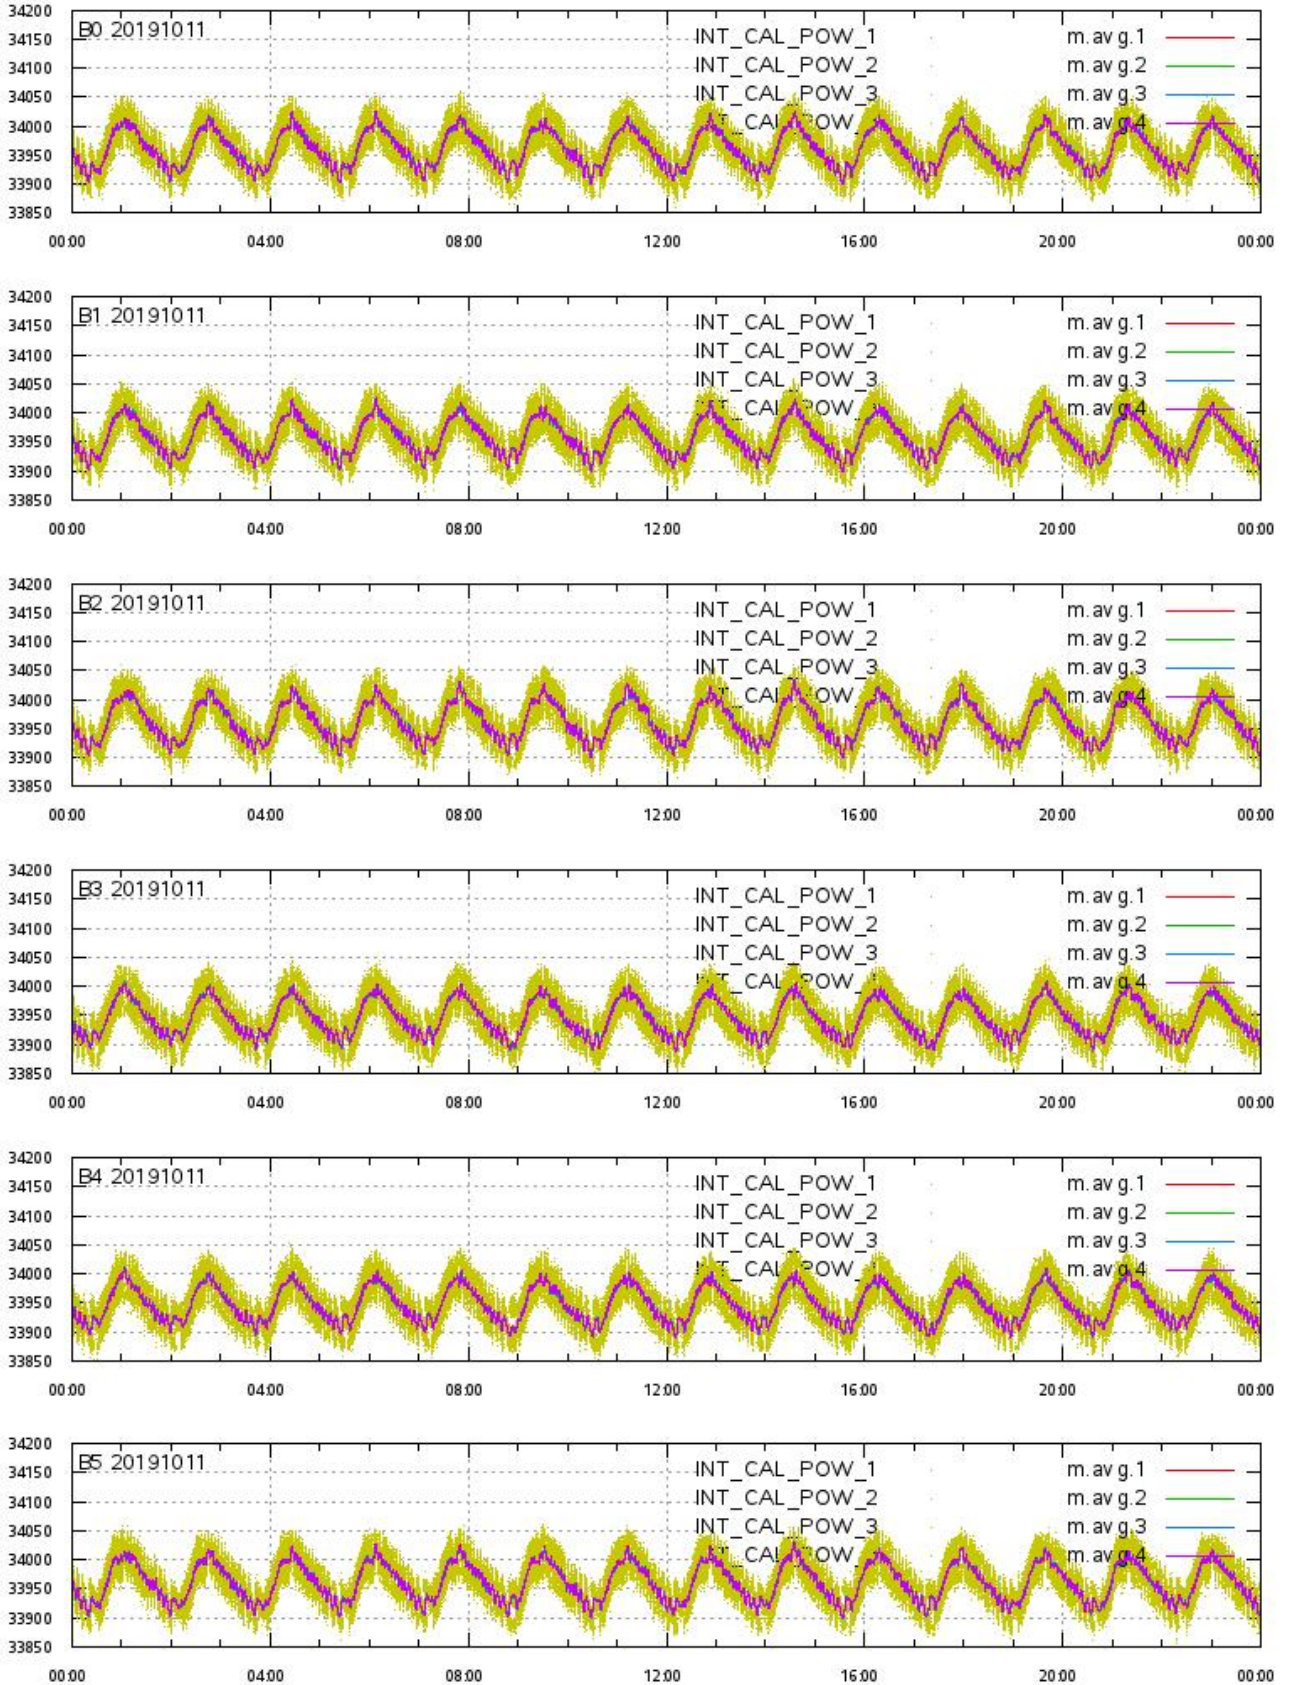 34200
B0 20191011 INT_CAL_POW_1 m.avg.1
34150
INT_CAL_POW_2 m.avg.2
34100
INT_CAL_POW_3 m.avg.3
34050
m.avg.4
34000
33950
33900
33850
00:00 04:00 08:00 12:00 16:00 20:00 00:00
34200
B1 20191011 INT_CAL_POW_1 m.avg.1
34150
INT_CAL_POW_2 m.avg.2
34100
INT_CAL_POW_3 m.avg.3
34050
m.avg.4
34000
33950
33900
33850
00:00 04:00 08:00 12:00 16:00 20:00 00:00
34200
B2 20191011 INT_CAL_POW_1 m.avg.1
34150
INT_CAL_POW_2 m.avg.2
34100
INT_CAL_POW_3 m.avg.3
34050
m.avg.4
34000
33950
33900
33850
00:00 04:00 08:00 12:00 16:00 20:00 00:00
34200
B3 20191011 INT_CAL_POW_1 m.avg.1
34150
INT_CAL_POW_2 m.avg.2
34100
INT_CAL_POW_3 m.avg.3
34050
m.avg.4
34000
33950
33900
33850
00:00 04:00 08:00 12:00 16:00 20:00 00:00
34200
B4 20191011 INT_CAL_POW_1 m.avg.1
34150
INT_CAL_POW_2 m.avg.2
34100
INT_CAL_POW_3 m.avg.3
34050
m.avg.4
34000
33950
33900
33850
00:00 04:00 08:00 12:00 16:00 20:00 00:00
34200
B5 20191011 INT_CAL_POW_1 m.avg.1
34150
INT_CAL_POW_2 m.avg.2
34100
INT_CAL_POW_3 m.avg.3
34050
m.avg.4
34000
33950
33900
33850
00:00 04:00 08:00 12:00 16:00 20:00 00:00